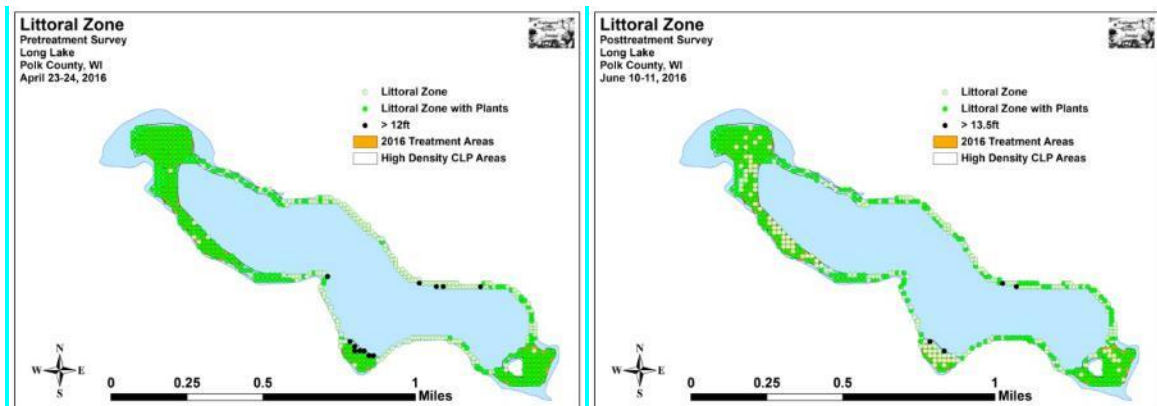 Littoral Zone
Pretreatment Survey
Long Lake
Polk County, WI
April 23-24, 2016
Littoral Zone
Littoral Zone with Plants
> 12ft
2016 Treatment Areas
High Density CLP Areas
N
W E
S
0 0.25 0.5 1
Miles
Littoral Zone
Posttreatment Survey
Long Lake
Polk County, WI
June 10-11, 2016
Littoral Zone
Littoral Zone with Plants
> 13.5ft
2016 Treatment Areas
High Density CLP Areas
N
W E
S
0 0.25 0.5 1
Miles